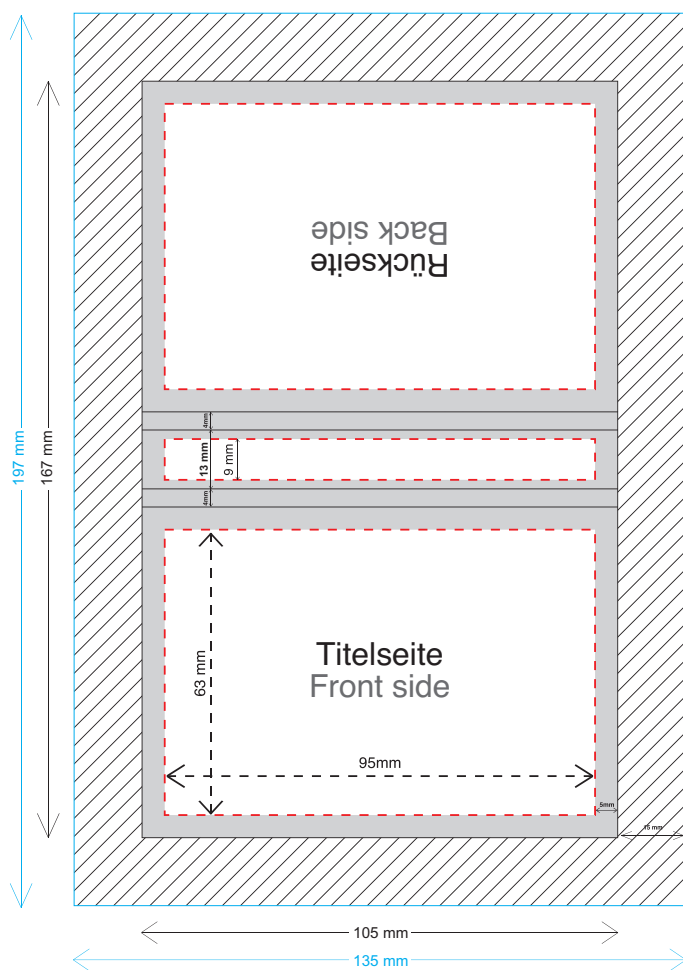 Rückseite
Back side
4mm
13 mm
9 mm
4mm
197 mm
167 mm
Titelseite
Front side
63 mm
95mm
5mm
15 mm
105 mm
135 mm